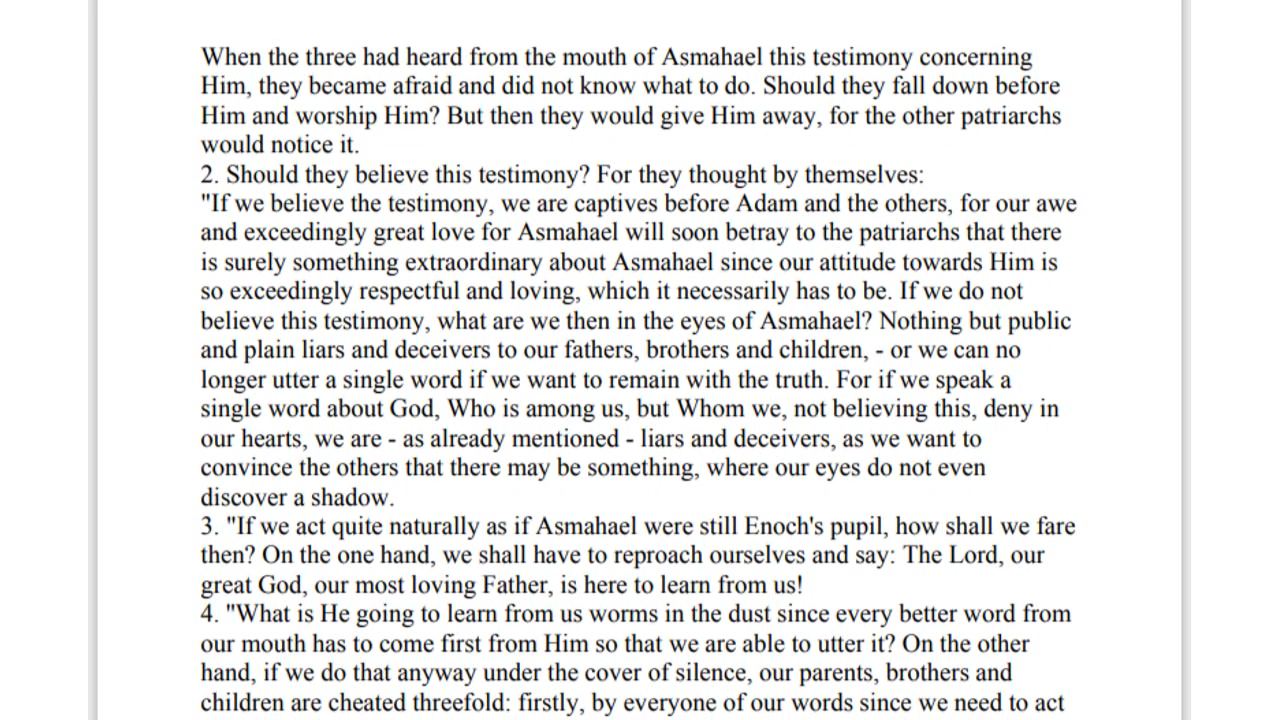 When the three had heard from the mouth of Asmahael this testimony concerning
Him, they became afraid and did not know what to do. Should they fall down before
Him and worship Him? But then they would give Him away, for the other patriarchs
would notice it.
2. Should they believe this testimony? For they thought by themselves:
"If we believe the testimony, we are captives before Adam and the others, for our awe
and exceedingly great love for Asmahael will soon betray to the patriarchs that there
is surely something extraordinary about Asmahael since our attitude towards Him is
so exceedingly respectful and loving, which it necessarily has to be. If we do not
believe this testimony, what are we then in the eyes of Asmahael? Nothing but public
and plain liars and deceivers to our fathers, brothers and children, - or we can no
longer utter a single word if we want to remain with the truth. For if we speak a
single word about God, Who is among us, but Whom we, not believing this, deny in
our hearts, we are - as already mentioned - liars and deceivers, as we want to
convince the others that there may be something, where our eyes do not even
discover a shadow.
3. "If we act quite naturally as if Asmahael were still Enoch's pupil, how shall we fare
then? On the one hand, we shall have to reproach ourselves and say: The Lord, our
great God, our most loving Father, is here to learn from us!
4. "What is He going to learn from us worms in the dust since every better word from
our mouth has to come first from Him so that we are able to utter it? On the other
hand, if we do that anyway under the cover of silence, our parents, brothers and
children are cheated threefold: firstly, by everyone of our words since we need to act